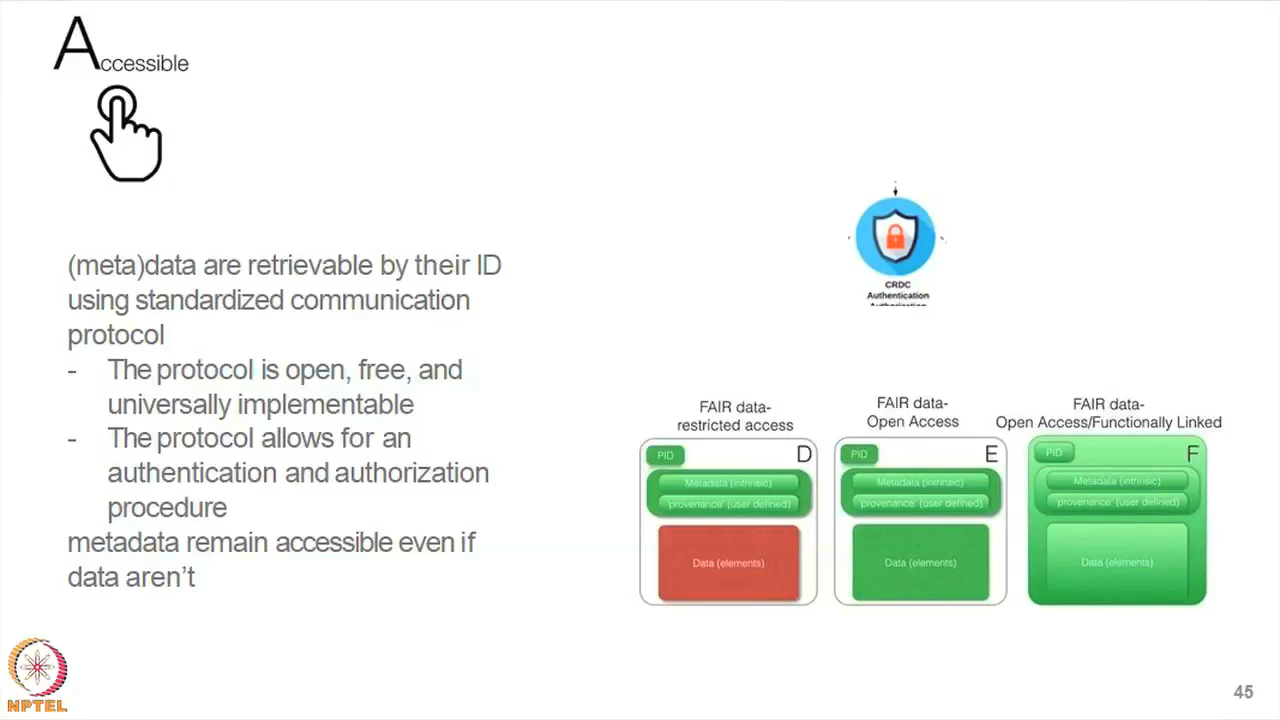 Accessible
(meta)data are retrievable by their ID
using standardized communication
protocol
- The protocol is open, free, and
universally implementable
- The protocol allows for an
authentication and authorization
procedure
metadata remain accessible even if
data aren't
CRDC
Authentication
FAIR data-
restricted access
D
PID
Metadata (intrinsic)
'provenance' (user defined)
Data (elements)
FAIR data-
Open Access
E
PID
Metadata (intrinsic)
'provenance' (user defined)
Data (elements)
FAIR data-
Open Access/Functionally Linked
F
PID
Metadata (intrinsic)
'provenance' (user defined)
Data (elements)
NPTEL
45